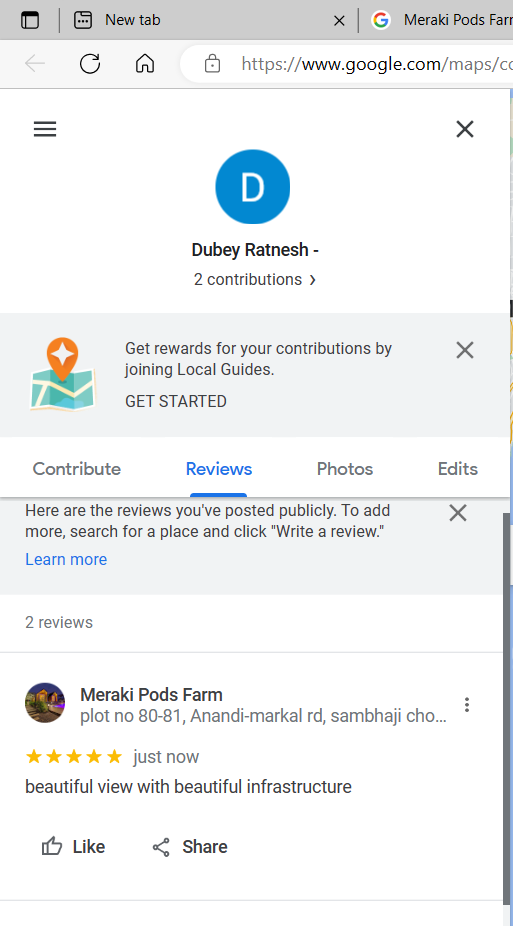 New tab
Meraki Pods Farm
https://www.google.com/maps/co
D
Dubey Ratnesh -
2 contributions
Get rewards for your contributions by
joining Local Guides.
GET STARTED
Contribute Reviews Photos Edits
Here are the reviews you've posted publicly. To add
more, search for a place and click "Write a review."
Learn more
2 reviews
Meraki Pods Farm
plot no 80-81, Anandi-markal rd, sambhaji cho...
just now
beautiful view with beautiful infrastructure
Like Share